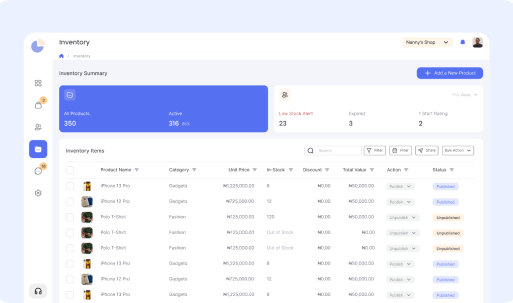 Inventory
Nanny's Shop
Inventory
Inventory Summary
+ Add a New Product
This Week
All Products
Active
Low Stock Alert
Expired
1 Start Rating
350
316
23
3
2
Inventory Items
Search
Filter
Filter
Share
Bulk Action
Product Name
Category
Unit Price
In-Stock
Discount
Total Value
Action
Status
iPhone 13 Pro Gadgets ₦1,225,000.00 8 ₦0.00 ₦50,000.00 Publish Published
iPhone 12 Pro Gadgets ₦725,000.00 12 ₦0.00 ₦50,000.00 Publish Published
Polo T-Shirt Fashion ₦125,000.00 120 ₦0.00 ₦50,000.00 Unpublish Unpublished
Polo T-Shirt Fashion ₦125,000.00 Out of Stock ₦0.00 ₦0.00 Unpublish Unpublished
Polo T-Shirt Fashion ₦125,000.00 Out of Stock ₦0.00 ₦0.00 Unpublish Unpublished
iPhone 13 Pro Gadgets ₦1,225,000.00 8 ₦0.00 ₦50,000.00 Publish Published
iPhone 12 Pro Gadgets ₦725,000.00 12 ₦0.00 ₦50,000.00 Publish Published
iPhone 13 Pro Gadgets ₦1,225,000.00 8 ₦0.00 ₦50,000.00 Publish Published